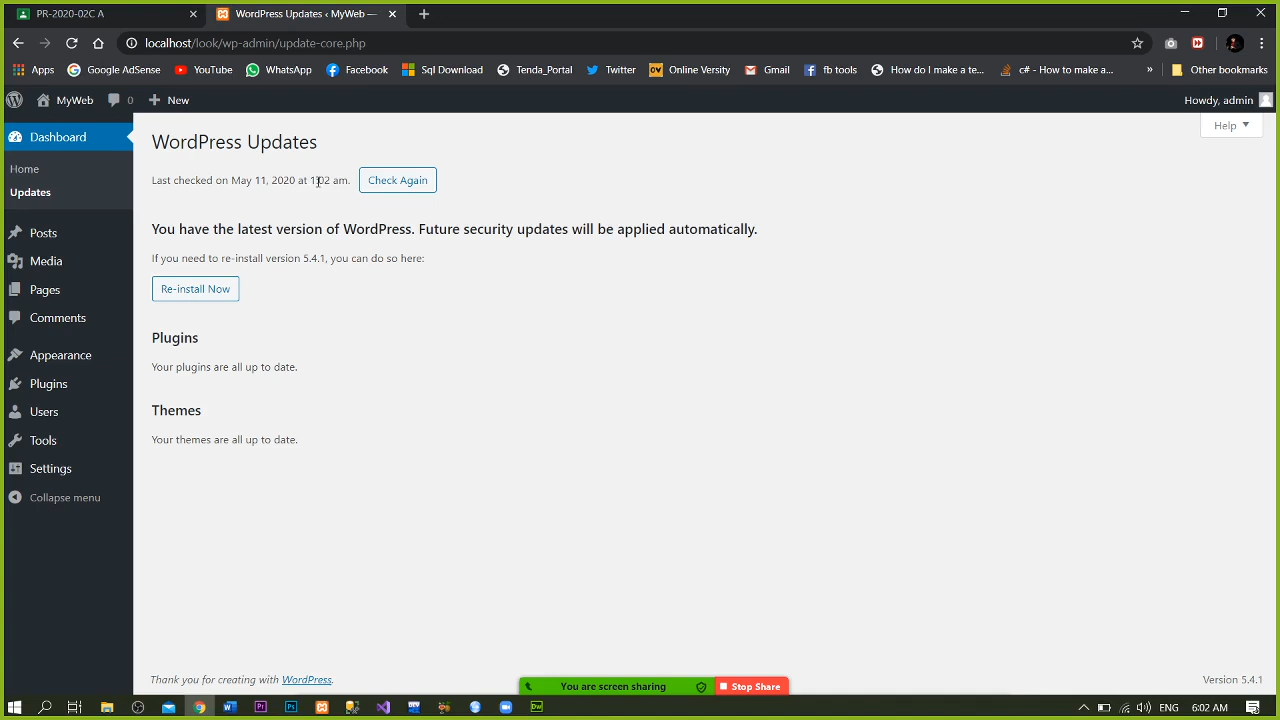 PR-2020-02C A
WordPress Updates ‹ MyWeb —
localhost/look/wp-admin/update-core.php
Apps
Google AdSense
YouTube
WhatsApp
Facebook
Sql Download
Tenda_Portal
Twitter
OV Online Versity
Gmail
fb tools
How do I make a te...
c# - How to make a...
»
Other bookmarks
MyWeb
0
New
Howdy, admin
Dashboard
Home
Updates
Posts
Media
Pages
Comments
Appearance
Plugins
Users
Tools
Settings
Collapse menu
Help
WordPress Updates
Last checked on May 11, 2020 at 1:02 am.
Check Again
You have the latest version of WordPress. Future security updates will be applied automatically.
If you need to re-install version 5.4.1, you can do so here:
Re-install Now
Plugins
Your plugins are all up to date.
Themes
Your themes are all up to date.
Thank you for creating with WordPress.
Version 5.4.1
You are screen sharing
Stop Share
W
Pr
Ps
DEV
Dw
ENG
6:02 AM